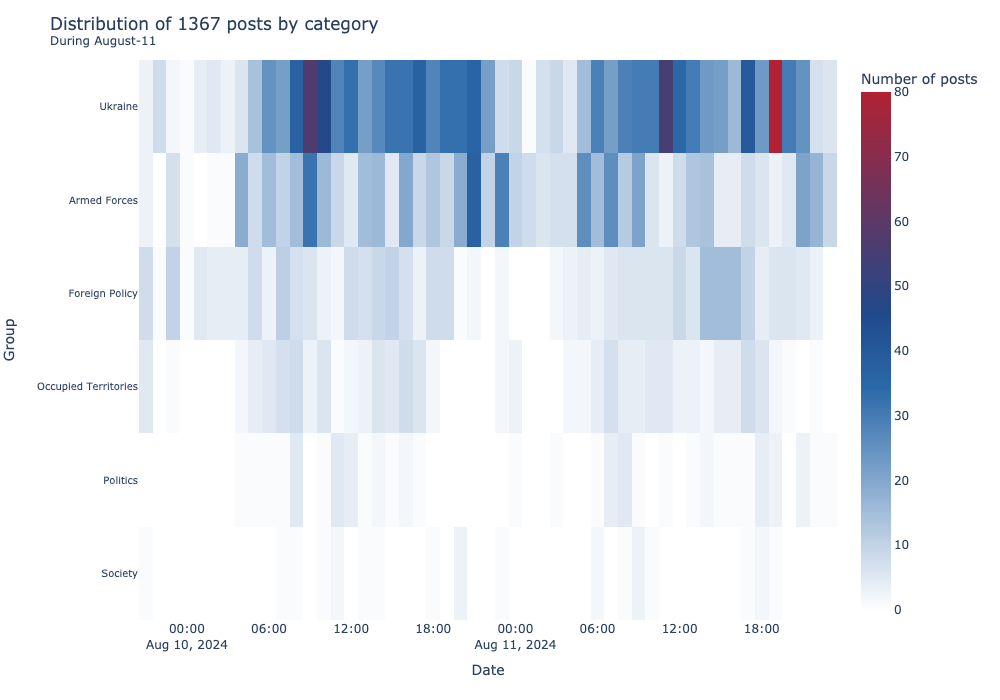 Distribution of 1367 posts by category
During August-11
Number of posts
80
70
60
50
40
30
20
10
0
Group
Ukraine
Armed Forces
Foreign Policy
Occupied Territories
Politics
Society
00:00 06:00 12:00 18:00 00:00 06:00 12:00 18:00
Aug 10, 2024 Aug 11, 2024
Date